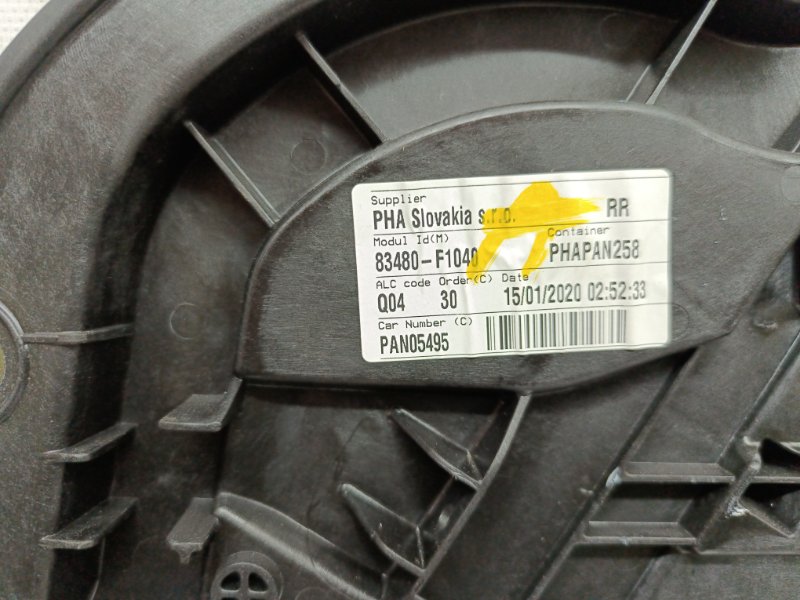 Supplier
PHA Slovakia s.r.o. RR
Modul Id(M) Container
83480-F1040 PHAPAN258
ALC code Order(C) Date
Q04 30 15/01/2020 02:52:33
Car Number (C)
PAN05495